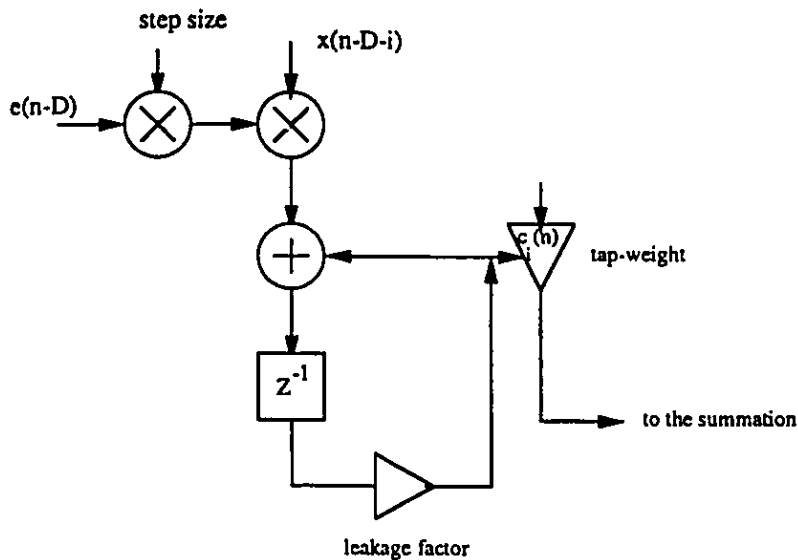 step size
x(n-D-i)
e(n-D)
c_i(n)
tap-weight
z^-1
to the summation
leakage factor